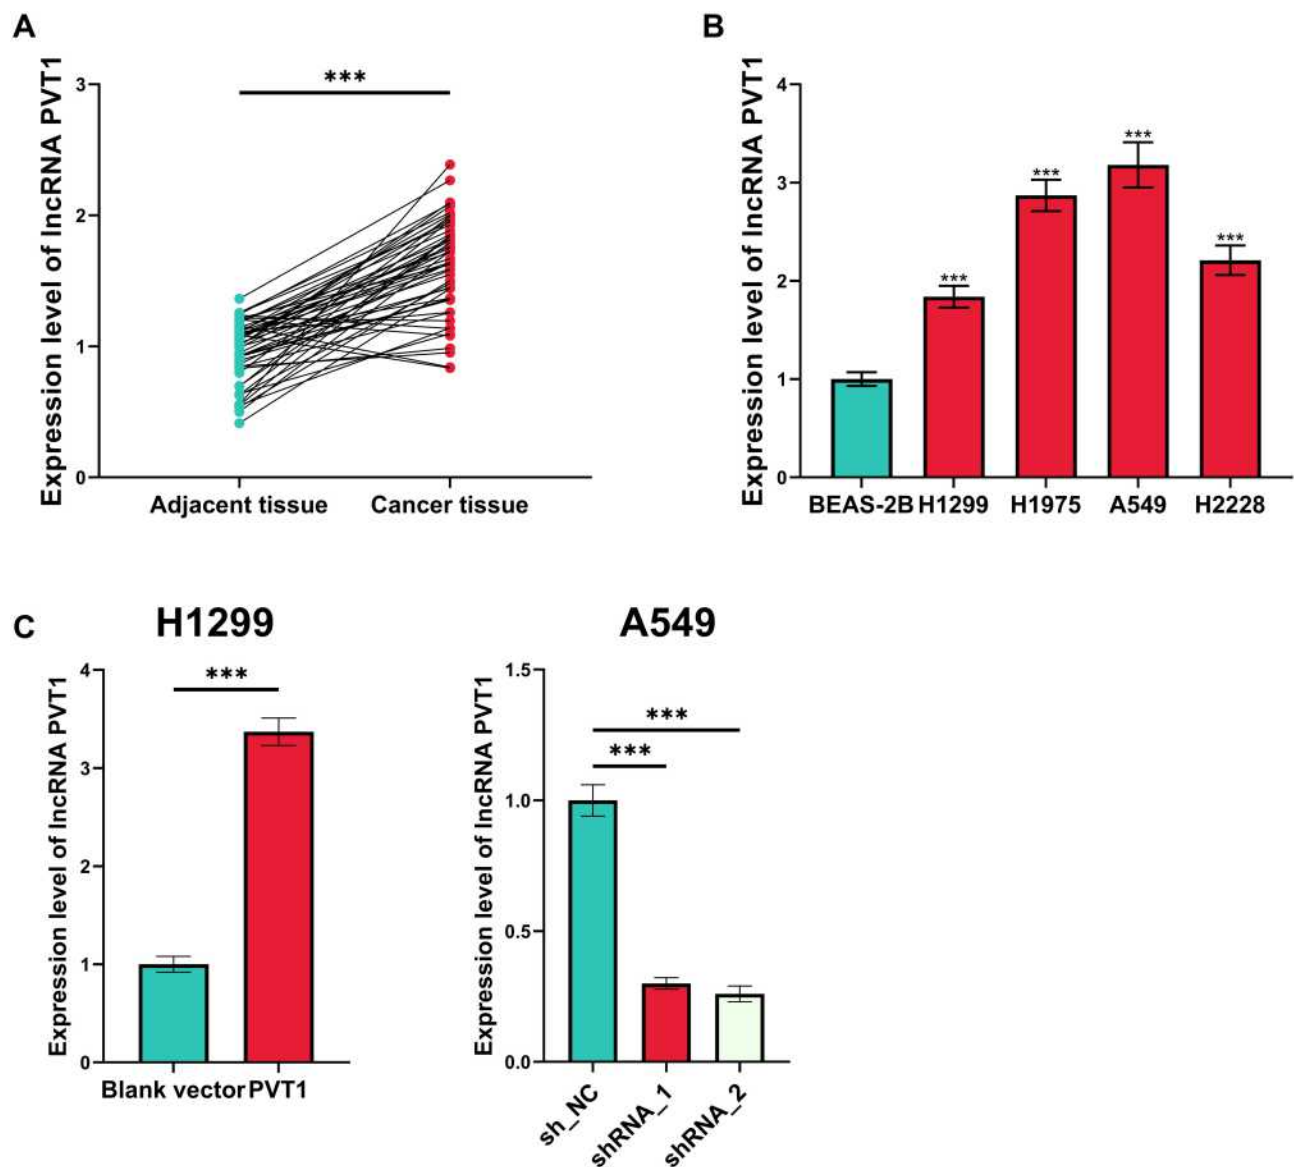 A
Expression level of lncRNA PVT1
3
2
1
0
***
Adjacent tissue
Cancer tissue
B
Expression level of lncRNA PVT1
4
3
2
1
0
***
***
***
***
BEAS-2B
H1299
H1975
A549
H2228
C
H1299
Expression level of lncRNA PVT1
4
3
2
1
0
***
Blank vector
PVT1
A549
Expression level of lncRNA PVT1
1.5
1.0
0.5
0.0
***
***
sh_NC
shRNA_1
shRNA_2